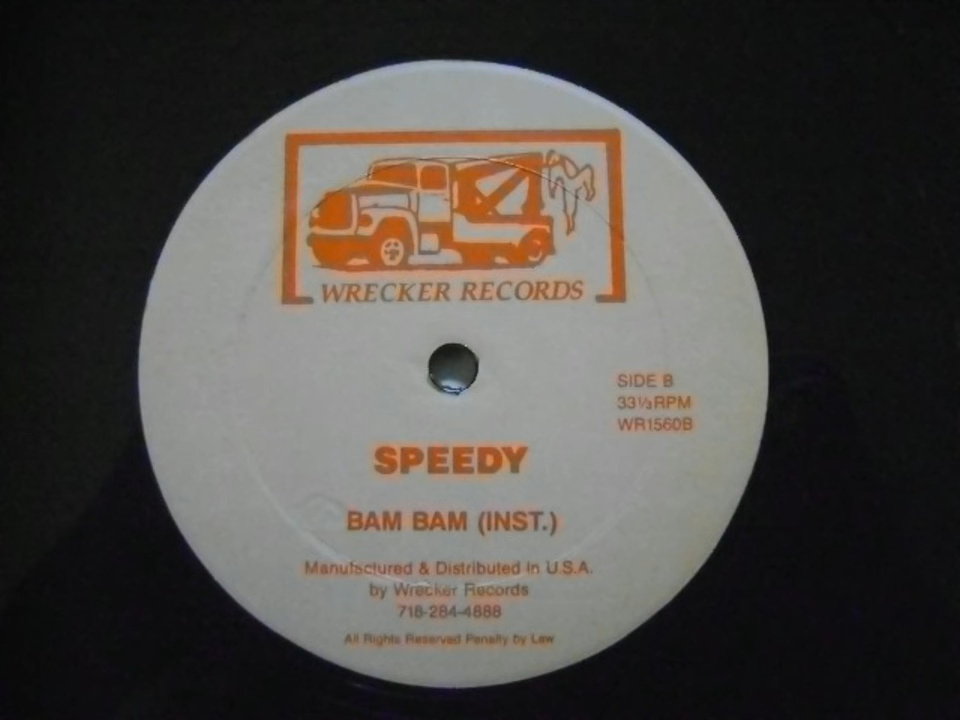 WRECKER RECORDS
SIDE B
33⅓RPM
WR1560B
SPEEDY
BAM BAM (INST.)
Manufactured & Distributed in U.S.A.
by Wrecker Records
718-284-4888
All Rights Reserved Penalty by Law